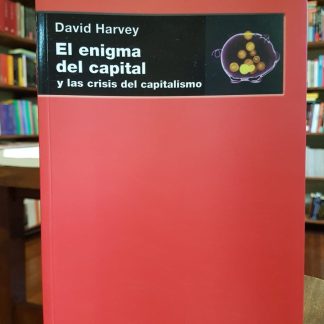 David Harvey
El enigma
del capital
y las crisis del capitalismo